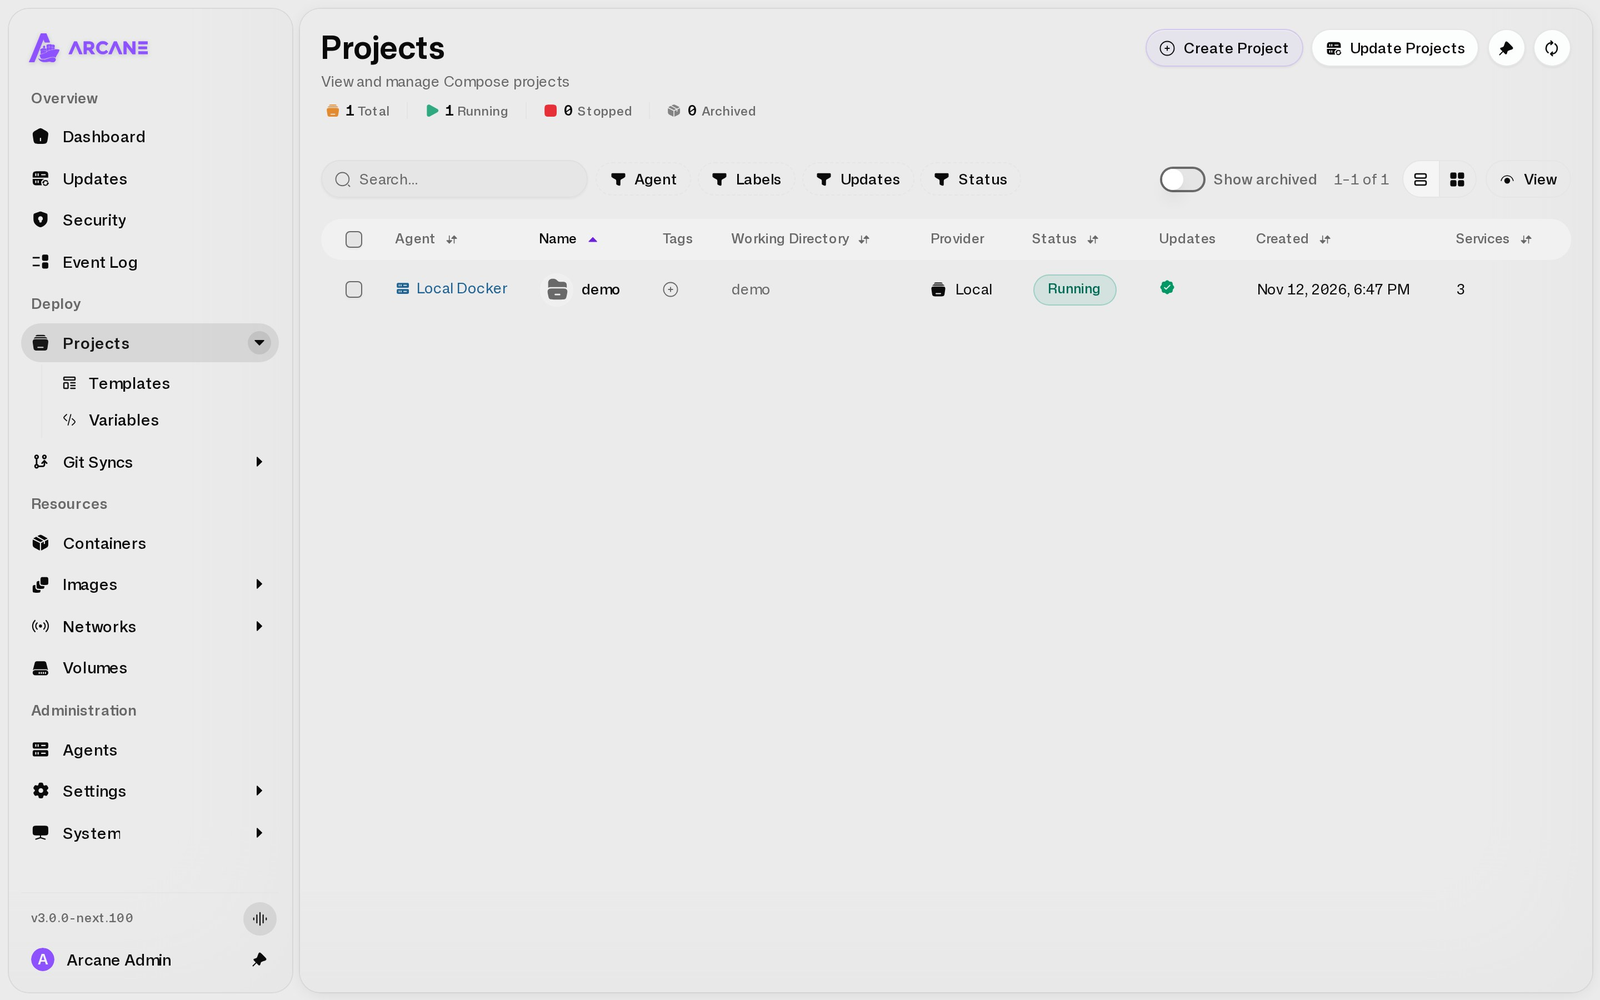 ARCANE
Overview
Dashboard
Updates
Security
Event Log
Deploy
Projects
Templates
Variables
Git Syncs
Resources
Containers
Images
Networks
Volumes
Administration
Agents
Settings
System
v3.0.0-next.100
A Arcane Admin
Projects
View and manage Compose projects
1 Total 1 Running 0 Stopped 0 Archived
Create Project Update Projects
Search... Agent Labels Updates Status Show archived 1-1 of 1 View
Agent Name Tags Working Directory Provider Status Updates Created Services
Local Docker demo demo Local Running Nov 12, 2026, 6:47 PM 3